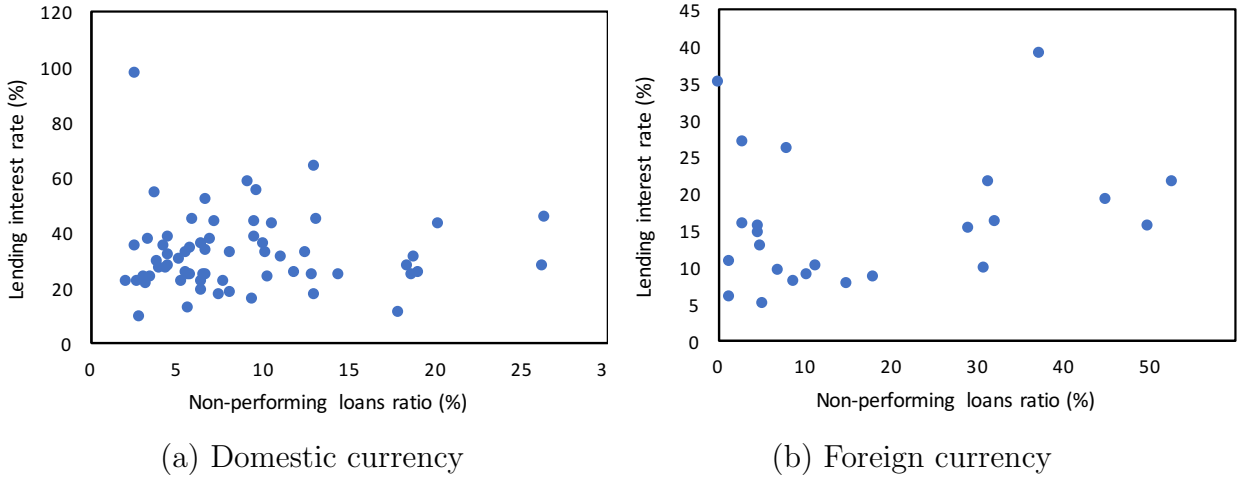 120
100
80
60
40
20
0
Lending interest rate (%)
0 5 10 15 20 25 3
Non-performing loans ratio (%)
(a) Domestic currency
45
40
35
30
25
20
15
10
5
0
Lending interest rate (%)
0 10 20 30 40 50
Non-performing loans ratio (%)
(b) Foreign currency